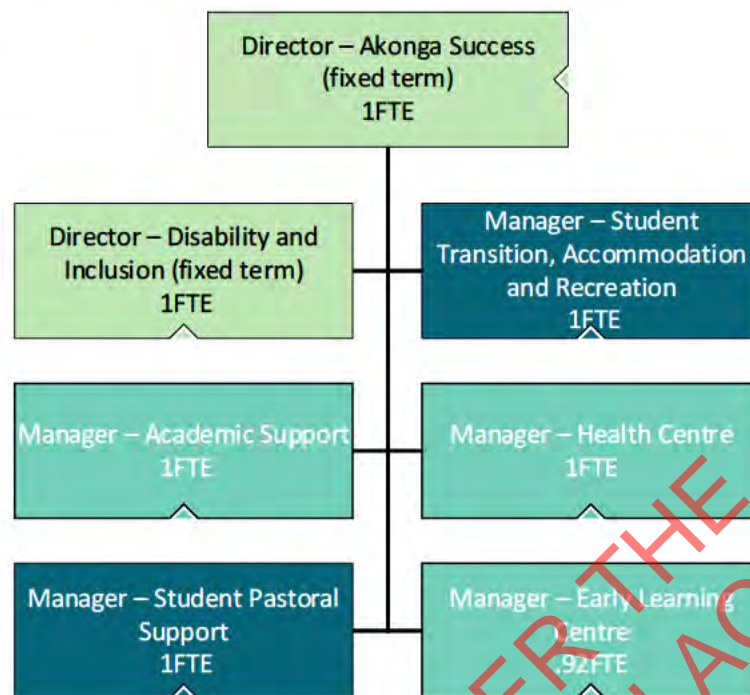 Director – Akonga Success
(fixed term)
1FTE
Director – Disability and
Inclusion (fixed term)
1FTE
Manager – Student
Transition, Accommodation
and Recreation
1FTE
Manager – Academic Support
1FTE
Manager – Health Centre
1FTE
Manager – Student Pastoral
Support
1FTE
Manager – Early Learning
Centre
.92FTE
THE